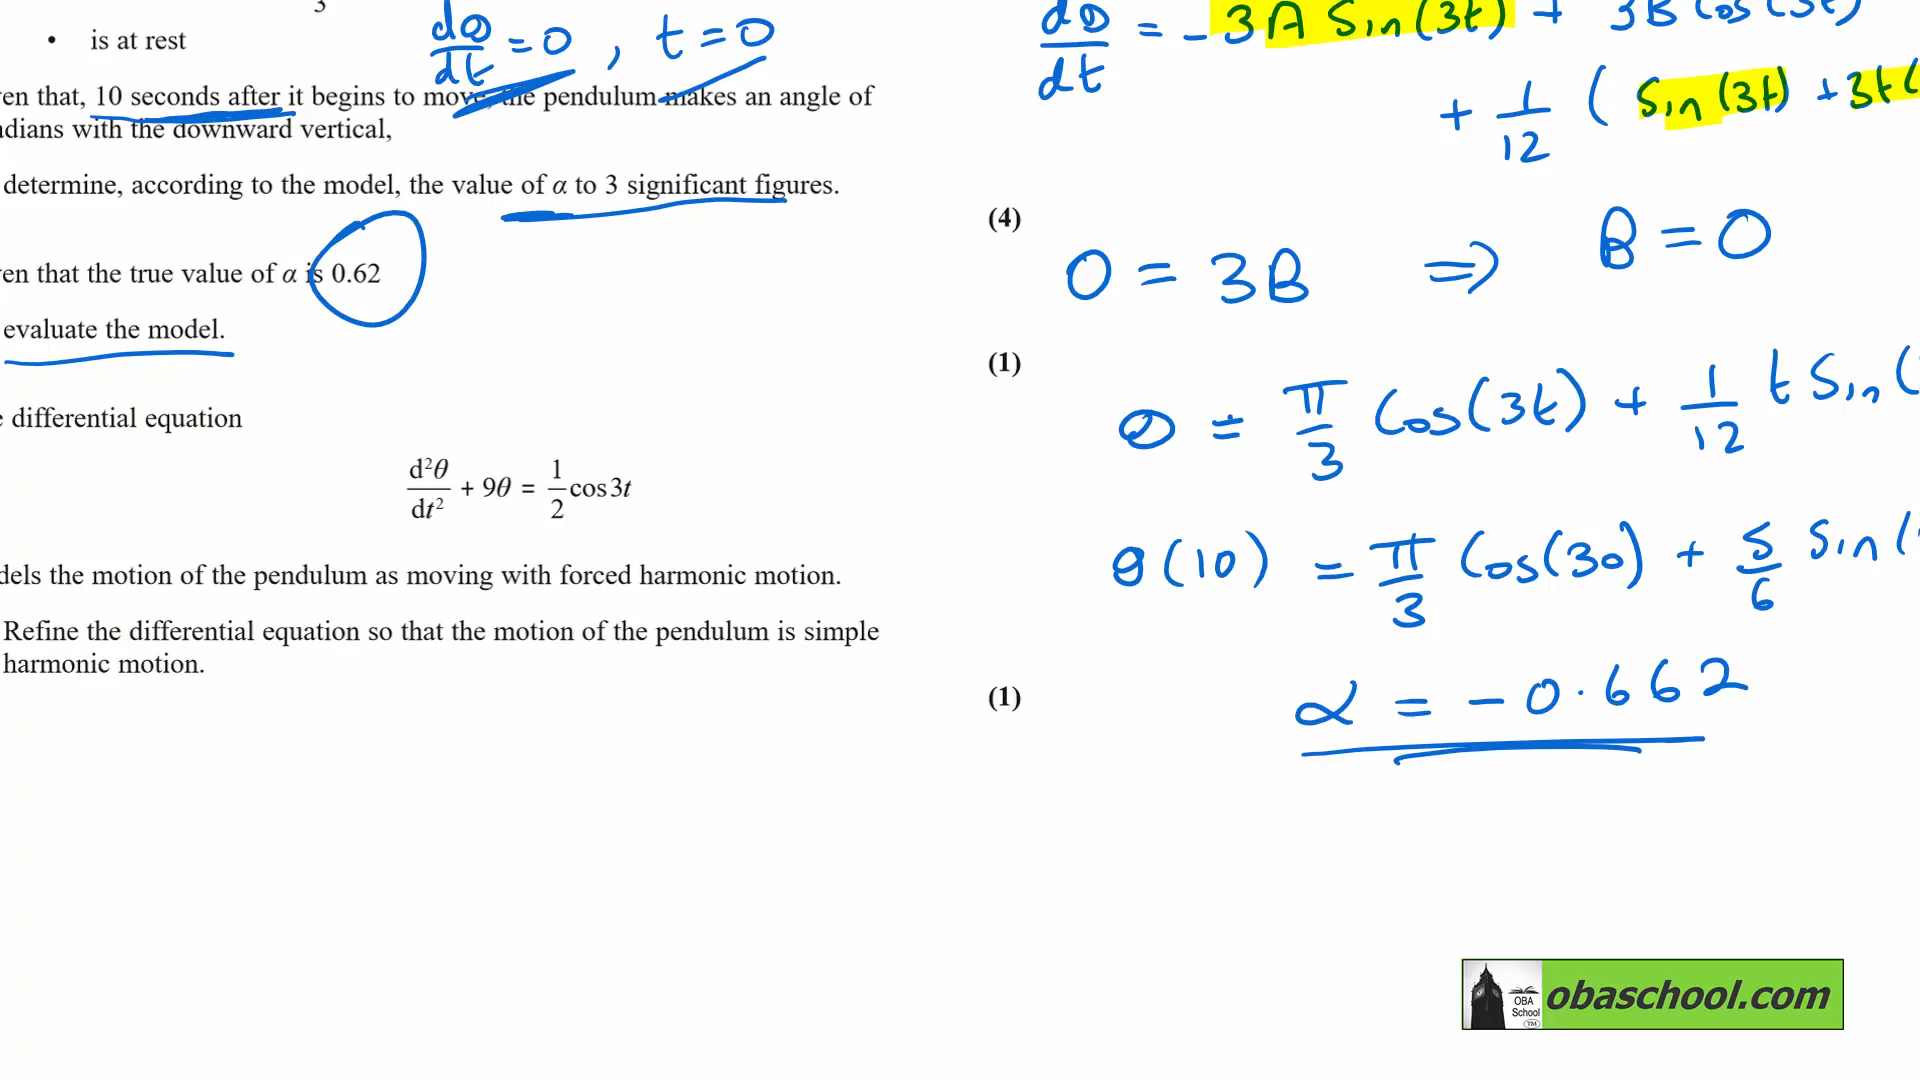 3
• is at rest
dθ/dt = 0 , t = 0
en that, 10 seconds after it begins to move, the pendulum makes an angle of
dians with the downward vertical,
determine, according to the model, the value of α to 3 significant figures.
(4)
en that the true value of α is 0.62
evaluate the model.
(1)
differential equation
d²θ/dt² + 9θ = 1/2 cos3t
dels the motion of the pendulum as moving with forced harmonic motion.
Refine the differential equation so that the motion of the pendulum is simple
harmonic motion.
(1)
dθ/dt = -3A Sin(3t) + 3B Cos(3t)
+ 1/12 ( Sin(3t) + 3t(
0 = 3B ⇒ B = 0
θ = π/3 Cos(3t) + 1/12 t Sin(
θ(10) = π/3 Cos(30) + 5/6 Sin(
α = -0.662
OBA School TM
obaschool.com